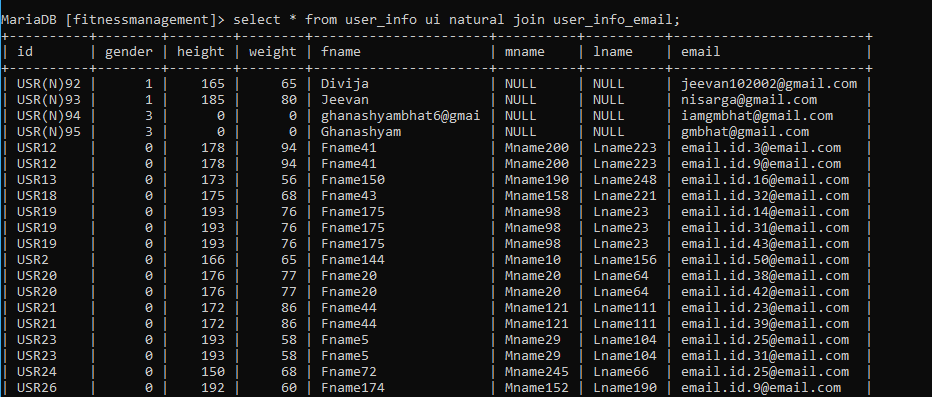 MariaDB [fitnessmanagement]> select * from user_info ui natural join user_info_email;
+----------+--------+--------+--------+----------------------+----------+----------+------------------------+
| id       | gender | height | weight | fname                | mname    | lname    | email                  |
+----------+--------+--------+--------+----------------------+----------+----------+------------------------+
| USR(N)92 |      1 |    165 |     65 | Divija               | NULL     | NULL     | jeevan102002@gmail.com |
| USR(N)93 |      1 |    185 |     80 | Jeevan               | NULL     | NULL     | nisarga@gmail.com      |
| USR(N)94 |      3 |      0 |      0 | ghanashyambhat6@gmai | NULL     | NULL     | iamgmbhat@gmail.com    |
| USR(N)95 |      3 |      0 |      0 | Ghanashyam           | NULL     | NULL     | gmbhat@gmail.com       |
| USR12    |      0 |    178 |     94 | Fname41              | Mname200 | Lname223 | email.id.3@email.com   |
| USR12    |      0 |    178 |     94 | Fname41              | Mname200 | Lname223 | email.id.9@email.com   |
| USR13    |      0 |    173 |     56 | Fname150             | Mname190 | Lname248 | email.id.16@email.com  |
| USR18    |      0 |    175 |     68 | Fname43              | Mname158 | Lname221 | email.id.32@email.com  |
| USR19    |      0 |    193 |     76 | Fname175             | Mname98  | Lname23  | email.id.14@email.com  |
| USR19    |      0 |    193 |     76 | Fname175             | Mname98  | Lname23  | email.id.31@email.com  |
| USR19    |      0 |    193 |     76 | Fname175             | Mname98  | Lname23  | email.id.43@email.com  |
| USR2     |      0 |    166 |     65 | Fname144             | Mname10  | Lname156 | email.id.50@email.com  |
| USR20    |      0 |    176 |     77 | Fname20              | Mname20  | Lname64  | email.id.38@email.com  |
| USR20    |      0 |    176 |     77 | Fname20              | Mname20  | Lname64  | email.id.42@email.com  |
| USR21    |      0 |    172 |     86 | Fname44              | Mname121 | Lname111 | email.id.23@email.com  |
| USR21    |      0 |    172 |     86 | Fname44              | Mname121 | Lname111 | email.id.39@email.com  |
| USR23    |      0 |    193 |     58 | Fname5               | Mname29  | Lname104 | email.id.25@email.com  |
| USR23    |      0 |    193 |     58 | Fname5               | Mname29  | Lname104 | email.id.31@email.com  |
| USR24    |      0 |    150 |     68 | Fname72              | Mname245 | Lname66  | email.id.25@email.com  |
| USR26    |      0 |    192 |     60 | Fname174             | Mname152 | Lname190 | email.id.9@email.com   |